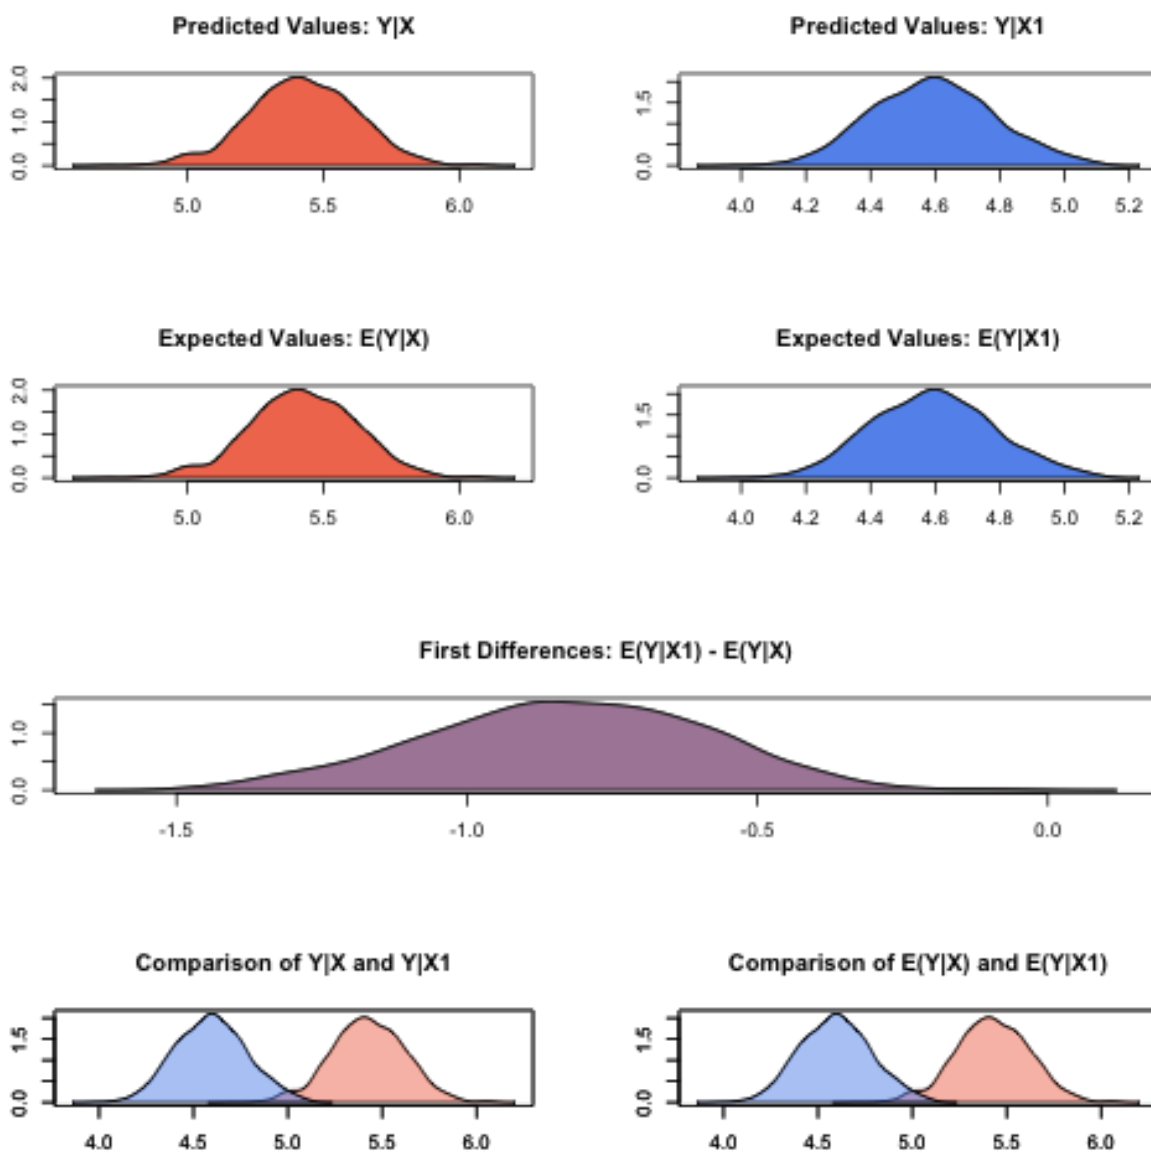 Predicted Values: Y|X
0.0 1.0 2.0
5.0 5.5 6.0
Predicted Values: Y|X1
0.0 1.5
4.0 4.2 4.4 4.6 4.8 5.0 5.2
Expected Values: E(Y|X)
0.0 1.0 2.0
5.0 5.5 6.0
Expected Values: E(Y|X1)
0.0 1.5
4.0 4.2 4.4 4.6 4.8 5.0 5.2
First Differences: E(Y|X1) - E(Y|X)
0.0 1.0
-1.5 -1.0 -0.5 0.0
Comparison of Y|X and Y|X1
0.0 1.5
4.0 4.5 5.0 5.5 6.0
Comparison of E(Y|X) and E(Y|X1)
0.0 1.5
4.0 4.5 5.0 5.5 6.0